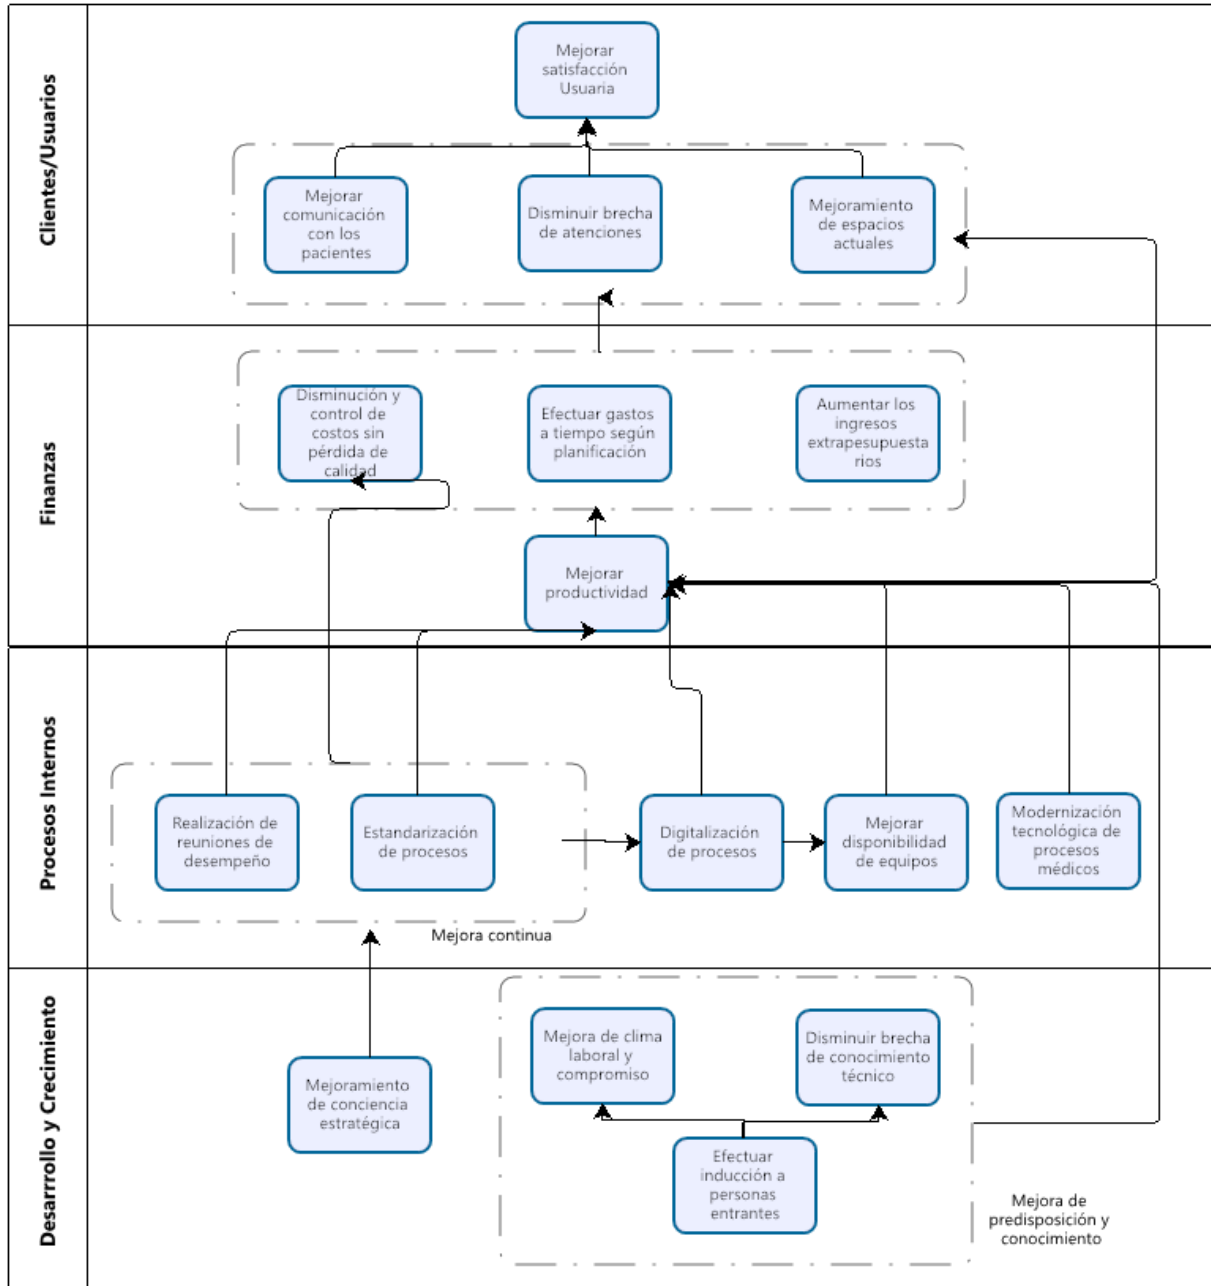 Clientes/Usuarios
Mejorar
satisfacción
Usuaria
Mejorar
comunicación
con los
pacientes
Disminuir brecha
de atenciones
Mejoramiento
de espacios
actuales
Finanzas
Disminución y
control de
costos sin
pérdida de
calidad
Efectuar gastos
a tiempo según
planificación
Aumentar los
ingresos
extrapesupuesta
rios
Mejorar
productividad
Procesos Internos
Realización de
reuniones de
desempeño
Estandarización
de procesos
Digitalización
de procesos
Mejorar
disponibilidad
de equipos
Modernización
tecnológica de
procesos
médicos
Mejora continua
Desarrrollo y Crecimiento
Mejoramiento
de conciencia
estratégica
Mejora de clima
laboral y
compromiso
Disminuir brecha
de conocimiento
técnico
Efectuar
inducción a
personas
entrantes
Mejora de
predisposición y
conocimiento